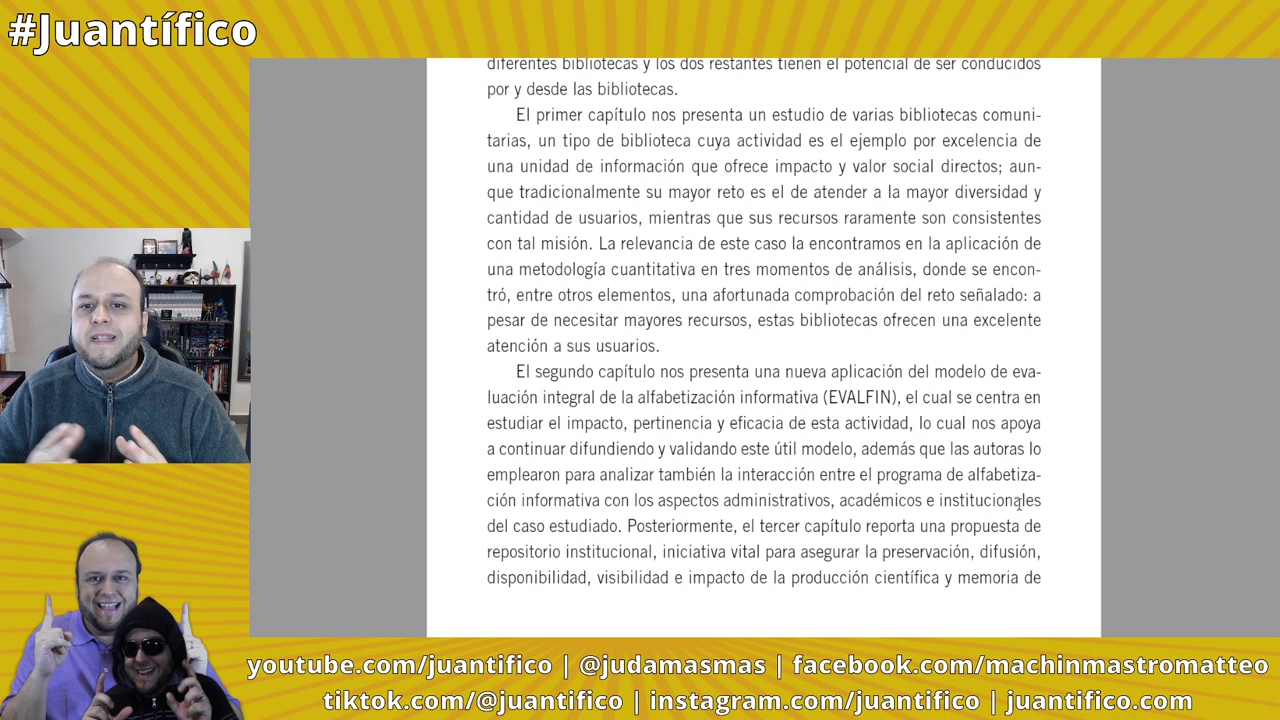 #Juantífico
diferentes bibliotecas y los dos restantes tienen el potencial de ser conducidos
por y desde las bibliotecas.
El primer capítulo nos presenta un estudio de varias bibliotecas comuni-
tarias, un tipo de biblioteca cuya actividad es el ejemplo por excelencia de
una unidad de información que ofrece impacto y valor social directos; aun-
que tradicionalmente su mayor reto es el de atender a la mayor diversidad y
cantidad de usuarios, mientras que sus recursos raramente son consistentes
con tal misión. La relevancia de este caso la encontramos en la aplicación de
una metodología cuantitativa en tres momentos de análisis, donde se encon-
tró, entre otros elementos, una afortunada comprobación del reto señalado: a
pesar de necesitar mayores recursos, estas bibliotecas ofrecen una excelente
atención a sus usuarios.
El segundo capítulo nos presenta una nueva aplicación del modelo de eva-
luación integral de la alfabetización informativa (EVALFIN), el cual se centra en
estudiar el impacto, pertinencia y eficacia de esta actividad, lo cual nos apoya
a continuar difundiendo y validando este útil modelo, además que las autoras lo
emplearon para analizar también la interacción entre el programa de alfabetiza-
ción informativa con los aspectos administrativos, académicos e institucionales
del caso estudiado. Posteriormente, el tercer capítulo reporta una propuesta de
repositorio institucional, iniciativa vital para asegurar la preservación, difusión,
disponibilidad, visibilidad e impacto de la producción científica y memoria de
youtube.com/juantifico | @judamasmas | facebook.com/machinmastromatteo
tiktok.com/@juantifico | instagram.com/juantifico | juantifico.com